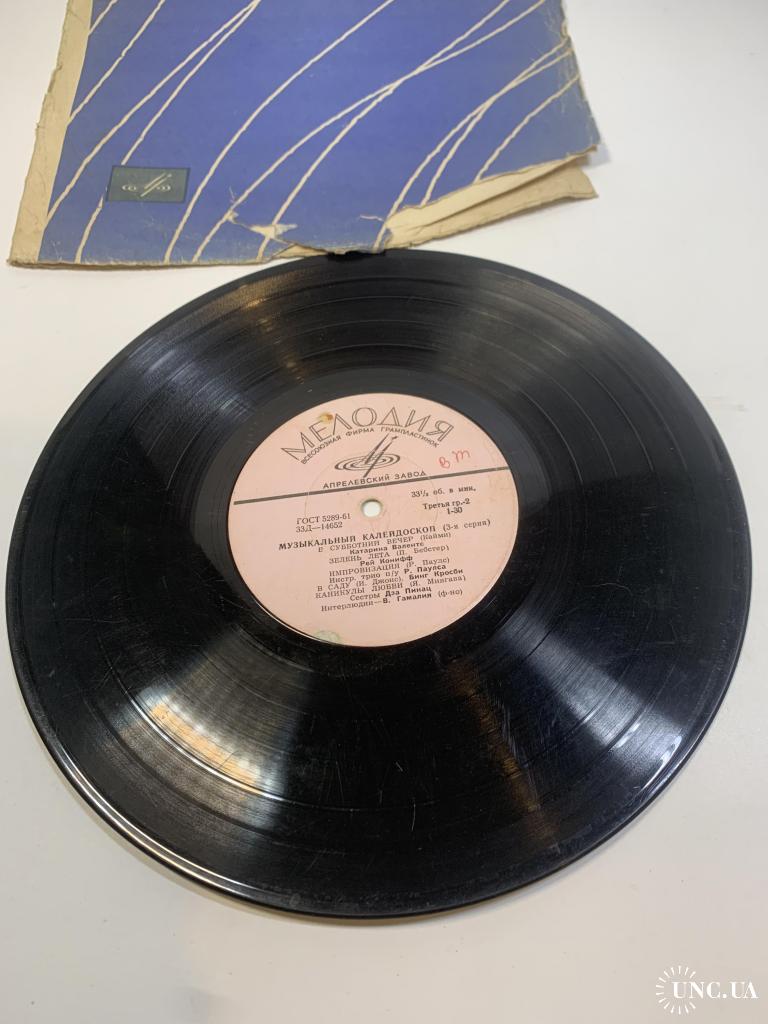 МЕЛОДИЯ
ВСЕСОЮЗНАЯ ФИРМА ГРАМПЛАСТИНОК
вт
АПРЕЛЕВСКИЙ ЗАВОД
ГОСТ 5289-61
33Д—14652
33⅓ об. в мин.
Третья гр.-2
1-30
МУЗЫКАЛЬНЫЙ КАЛЕЙДОСКОП (3-я серия)
В СУББОТНИЙ ВЕЧЕР (Кайми)
Катарина Валенте
ЗЕЛЕНЬ ЛЕТА (П. Вебстер)
Рей Конифф
ИМПРОВИЗАЦИЯ (Р. Паулс)
Инстр. трио п/у Р. Паулса
В САДУ (И. Джонс). Бинг Кросби
КАНИКУЛЫ ЛЮБВИ (Я. Мингава)
Сестры Дза Пинац
Интерлюдии—В. Гамалия (ф-но)
UNC.UA